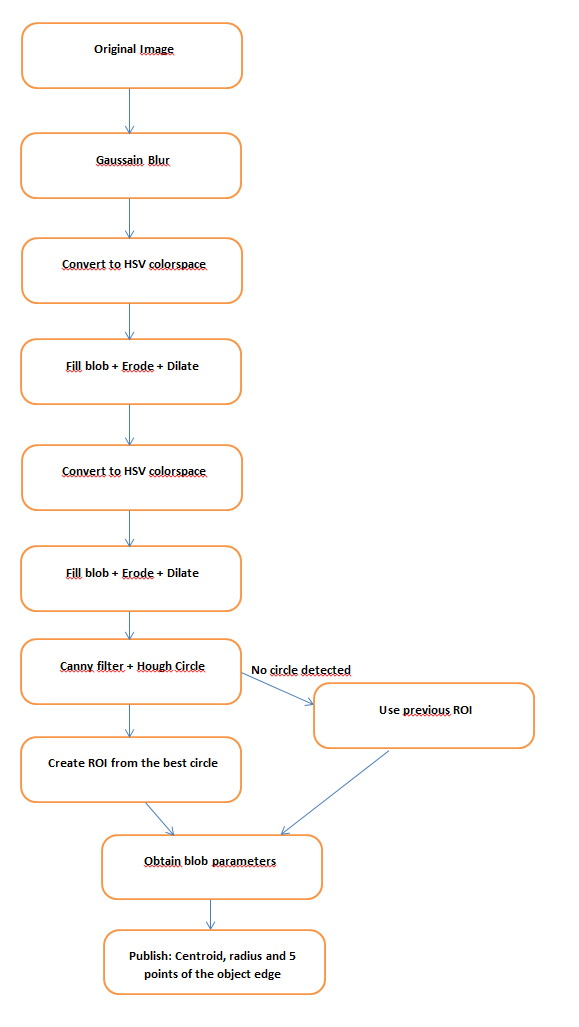 Original Image
Gaussain Blur
Convert to HSV colorspace
Fill blob + Erode + Dilate
Convert to HSV colorspace
Fill blob + Erode + Dilate
Canny filter + Hough Circle
No circle detected
Use previous ROI
Create ROI from the best circle
Obtain blob parameters
Publish: Centroid, radius and 5
points of the object edge